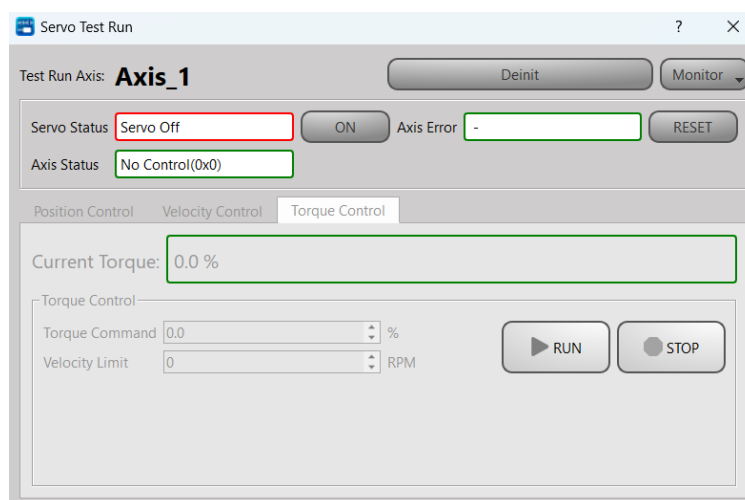 Servo Test Run ? ×
Test Run Axis: Axis_1 Deinit Monitor
Servo Status Servo Off ON Axis Error - RESET
Axis Status No Control(0x0)
Position Control Velocity Control Torque Control
Current Torque: 0.0 %
Torque Control
Torque Command 0.0 % RUN STOP
Velocity Limit 0 RPM